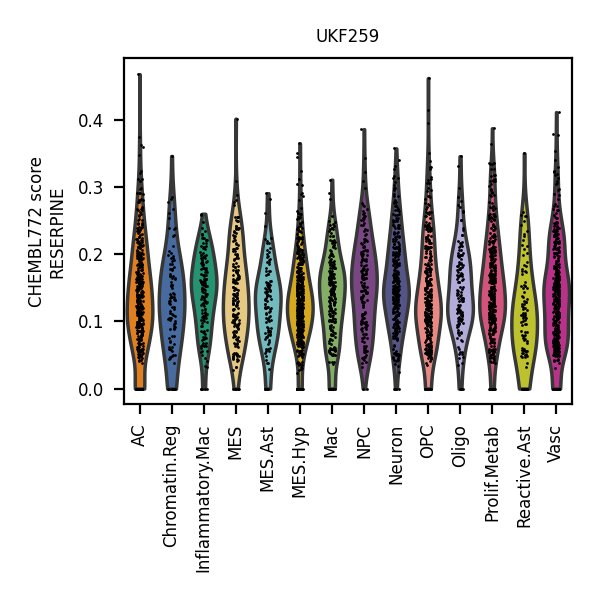 UKF259
CHEMBL772 score
RESERPINE
0.4
0.3
0.2
0.1
0.0
AC
Chromatin.Reg
Inflammatory.Mac
MES
MES.Ast
MES.Hyp
Mac
NPC
Neuron
OPC
Oligo
Prolif.Metab
Reactive.Ast
Vasc